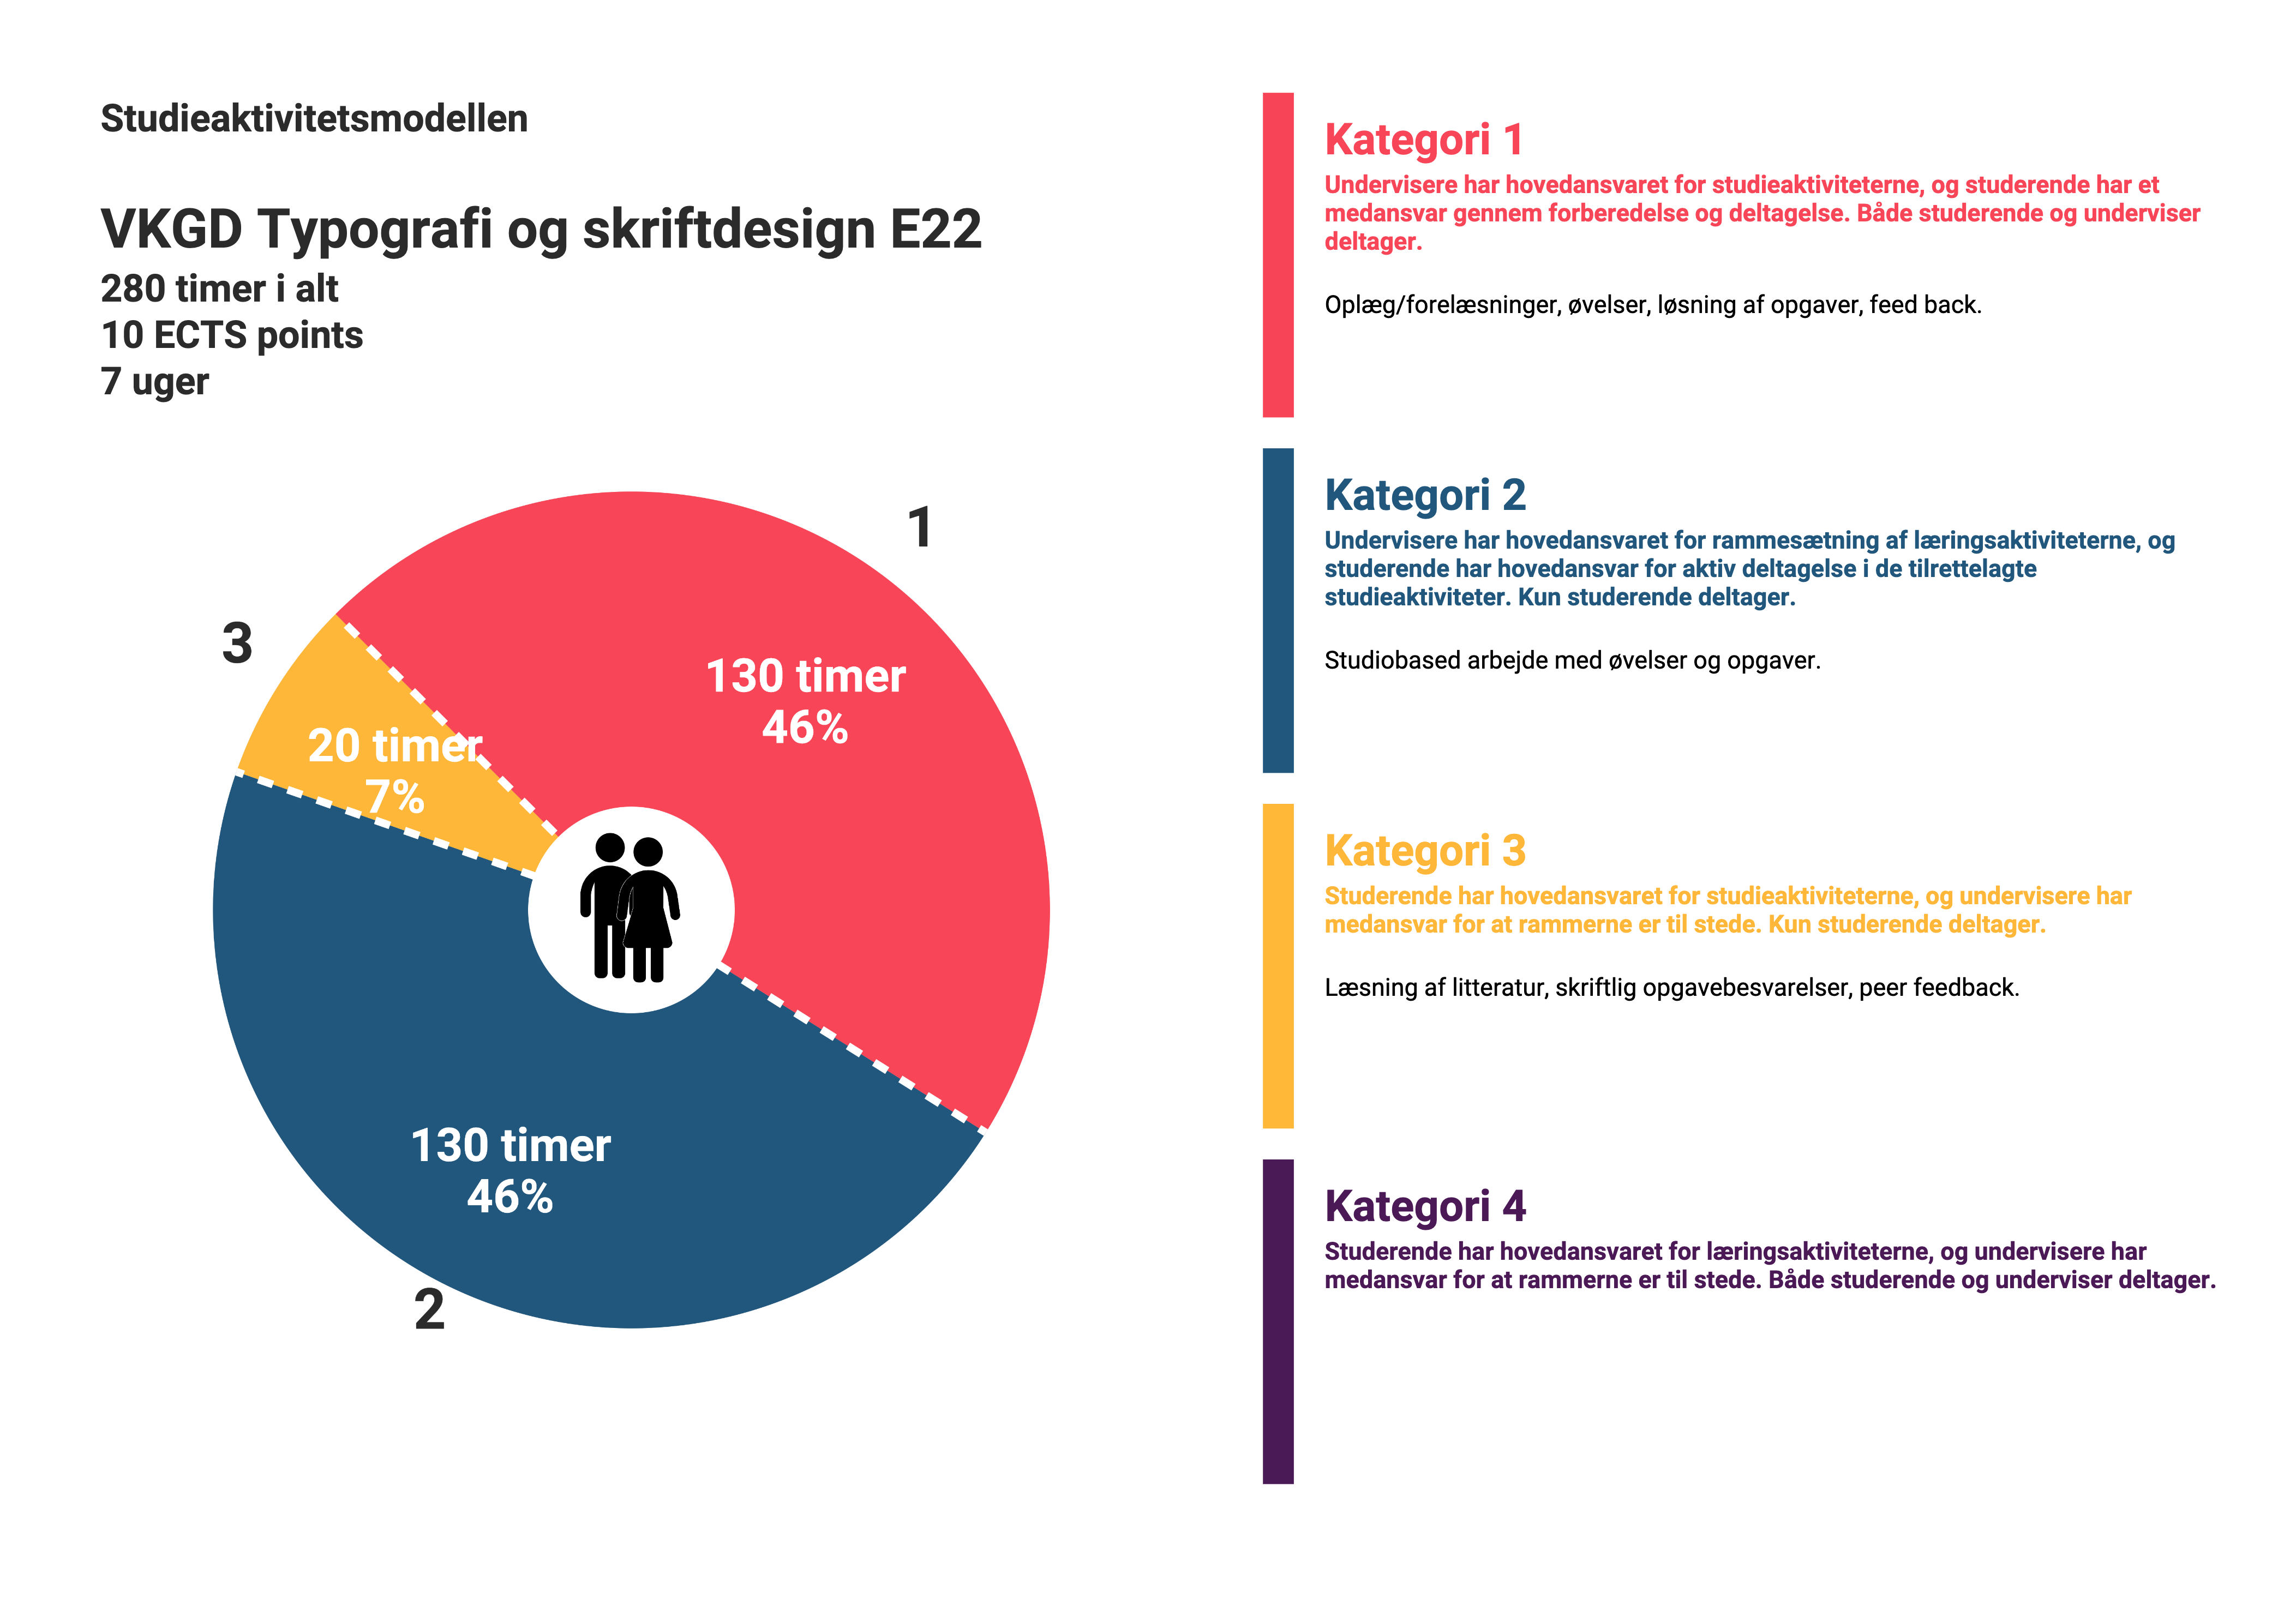 Studieaktivitetsmodellen
VKGD Typografi og skriftdesign E22
280 timer i alt
10 ECTS points
7 uger
1
130 timer
46%
3
20 timer
7%
130 timer
46%
2
Kategori 1
Undervisere har hovedansvaret for studieaktiviteterne, og studerende har et
medansvar gennem forberedelse og deltagelse. Både studerende og underviser
deltager.
Oplæg/forelæsninger, øvelser, løsning af opgaver, feed back.
Kategori 2
Undervisere har hovedansvaret for rammesætning af læringsaktiviteterne, og
studerende har hovedansvar for aktiv deltagelse i de tilrettelagte
studieaktiviteter. Kun studerende deltager.
Studiobased arbejde med øvelser og opgaver.
Kategori 3
Studerende har hovedansvaret for studieaktiviteterne, og undervisere har
medansvar for at rammerne er til stede. Kun studerende deltager.
Læsning af litteratur, skriftlig opgavebesvarelser, peer feedback.
Kategori 4
Studerende har hovedansvaret for læringsaktiviteterne, og undervisere har
medansvar for at rammerne er til stede. Både studerende og underviser deltager.